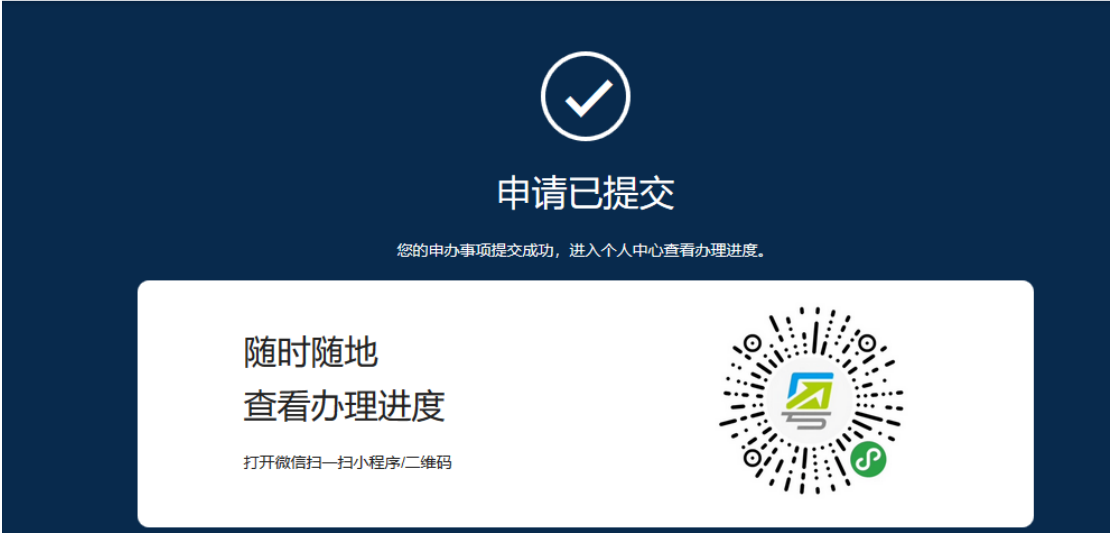 申请已提交
您的申办事项提交成功，进入个人中心查看办理进度。
随时随地
查看办理进度
打开微信扫一扫小程序/二维码